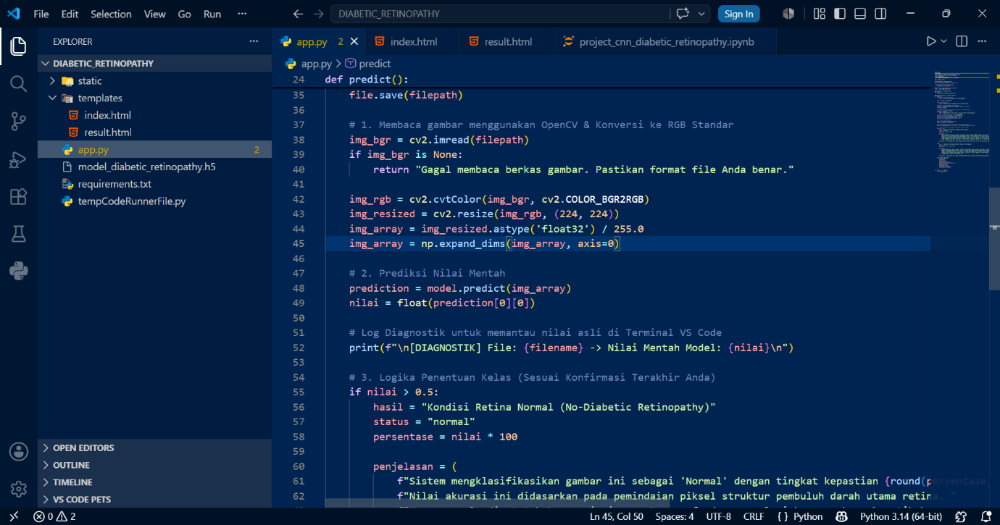 File Edit Selection View Go Run ··· DIABETIC_RETINOPATHY Sign In
EXPLORER ···
DIABETIC_RETINOPATHY
static
templates
index.html
result.html
app.py 2
model_diabetic_retinopathy.h5
requirements.txt
tempCodeRunnerFile.py
OPEN EDITORS
OUTLINE
TIMELINE
VS CODE PETS
app.py 2 index.html result.html project_cnn_diabetic_retinopathy.ipynb
app.py > predict
24 def predict():
35 file.save(filepath)
36
37 # 1. Membaca gambar menggunakan OpenCV & Konversi ke RGB Standar
38 img_bgr = cv2.imread(filepath)
39 if img_bgr is None:
40 return "Gagal membaca berkas gambar. Pastikan format file Anda benar."
41
42 img_rgb = cv2.cvtColor(img_bgr, cv2.COLOR_BGR2RGB)
43 img_resized = cv2.resize(img_rgb, (224, 224))
44 img_array = img_resized.astype('float32') / 255.0
45 img_array = np.expand_dims(img_array, axis=0)
46
47 # 2. Prediksi Nilai Mentah
48 prediction = model.predict(img_array)
49 nilai = float(prediction[0][0])
50
51 # Log Diagnostik untuk memantau nilai asli di Terminal VS Code
52 print(f"\n[DIAGNOSTIK] File: {filename} -> Nilai Mentah Model: {nilai}\n")
53
54 # 3. Logika Penentuan Kelas (Sesuai Konfirmasi Terakhir Anda)
55 if nilai > 0.5:
56 hasil = "Kondisi Retina Normal (No-Diabetic Retinopathy)"
57 status = "normal"
58 persentase = nilai * 100
59
60 penjelasan = (
61 f"Sistem mengklasifikasikan gambar ini sebagai 'Normal' dengan tingkat kepastian {round(persentase,
62 f"Nilai akurasi ini didasarkan pada pemindaian piksel struktur pembuluh darah utama retina. "
0 2 Ln 45, Col 50 Spaces: 4 UTF-8 CRLF { } Python Python 3.14 (64-bit)